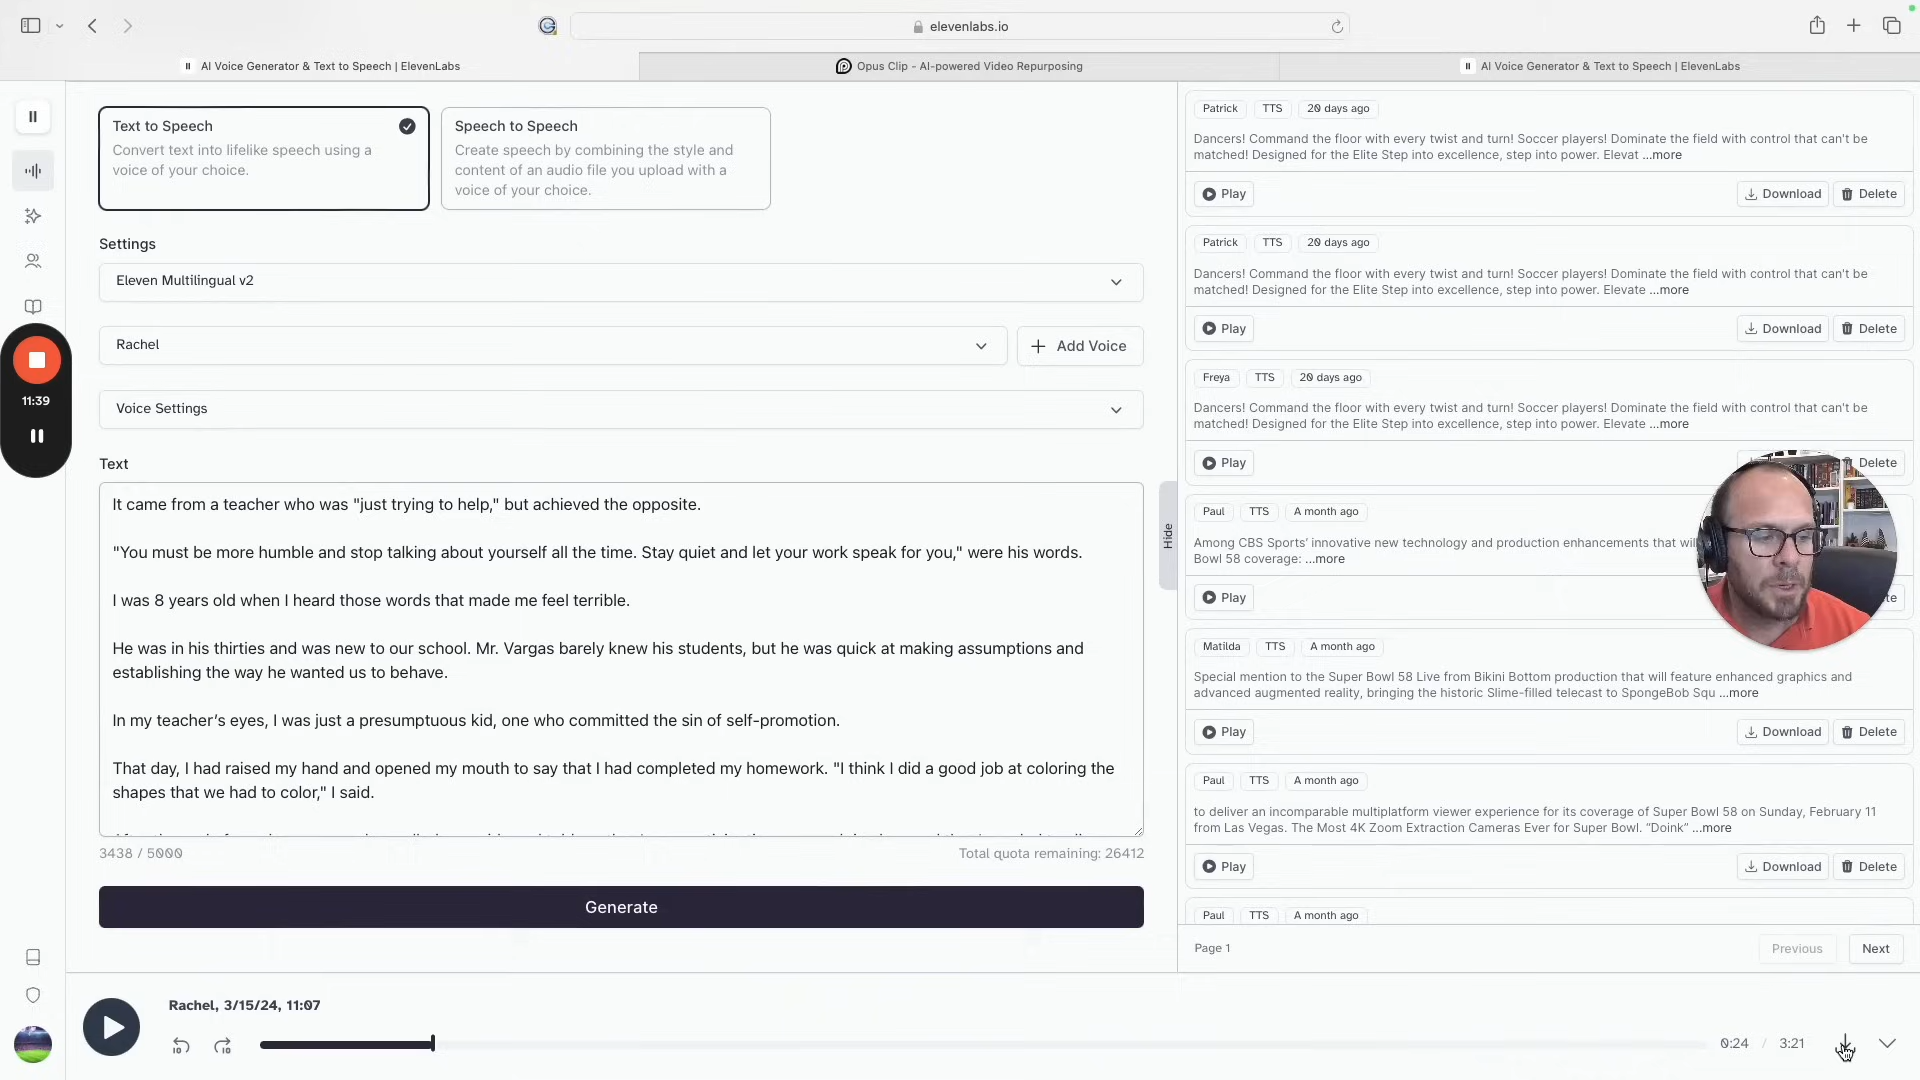 elevenlabs.io
AI Voice Generator & Text to Speech | ElevenLabs
Opus Clip - AI-powered Video Repurposing
AI Voice Generator & Text to Speech | ElevenLabs
11:39
Text to Speech
Convert text into lifelike speech using a
voice of your choice.
Speech to Speech
Create speech by combining the style and
content of an audio file you upload with a
voice of your choice.
Settings
Eleven Multilingual v2
Rachel
Add Voice
Voice Settings
Text
It came from a teacher who was "just trying to help," but achieved the opposite.
"You must be more humble and stop talking about yourself all the time. Stay quiet and let your work speak for you," were his words.
I was 8 years old when I heard those words that made me feel terrible.
He was in his thirties and was new to our school. Mr. Vargas barely knew his students, but he was quick at making assumptions and
establishing the way he wanted us to behave.
In my teacher's eyes, I was just a presumptuous kid, one who committed the sin of self-promotion.
That day, I had raised my hand and opened my mouth to say that I had completed my homework. "I think I did a good job at coloring the
shapes that we had to color," I said.
3438 / 5000
Total quota remaining: 26412
Generate
Hide
Patrick TTS 20 days ago
Dancers! Command the floor with every twist and turn! Soccer players! Dominate the field with control that can't be
matched! Designed for the Elite Step into excellence, step into power. Elevat ...more
Play Download Delete
Patrick TTS 20 days ago
Dancers! Command the floor with every twist and turn! Soccer players! Dominate the field with control that can't be
matched! Designed for the Elite Step into excellence, step into power. Elevate ...more
Play Download Delete
Freya TTS 20 days ago
Dancers! Command the floor with every twist and turn! Soccer players! Dominate the field with control that can't be
matched! Designed for the Elite Step into excellence, step into power. Elevate ...more
Play Delete
Paul TTS A month ago
Among CBS Sports' innovative new technology and production enhancements that wil
Bowl 58 coverage: ...more
Play te
Matilda TTS A month ago
Special mention to the Super Bowl 58 Live from Bikini Bottom production that will feature enhanced graphics and
advanced augmented reality, bringing the historic Slime-filled telecast to SpongeBob Squ ...more
Play Download Delete
Paul TTS A month ago
to deliver an incomparable multiplatform viewer experience for its coverage of Super Bowl 58 on Sunday, February 11
from Las Vegas. The Most 4K Zoom Extraction Cameras Ever for Super Bowl. "Doink" ...more
Play Download Delete
Paul TTS A month ago
Page 1
Previous
Next
Rachel, 3/15/24, 11:07
10
10
0:24 / 3:21